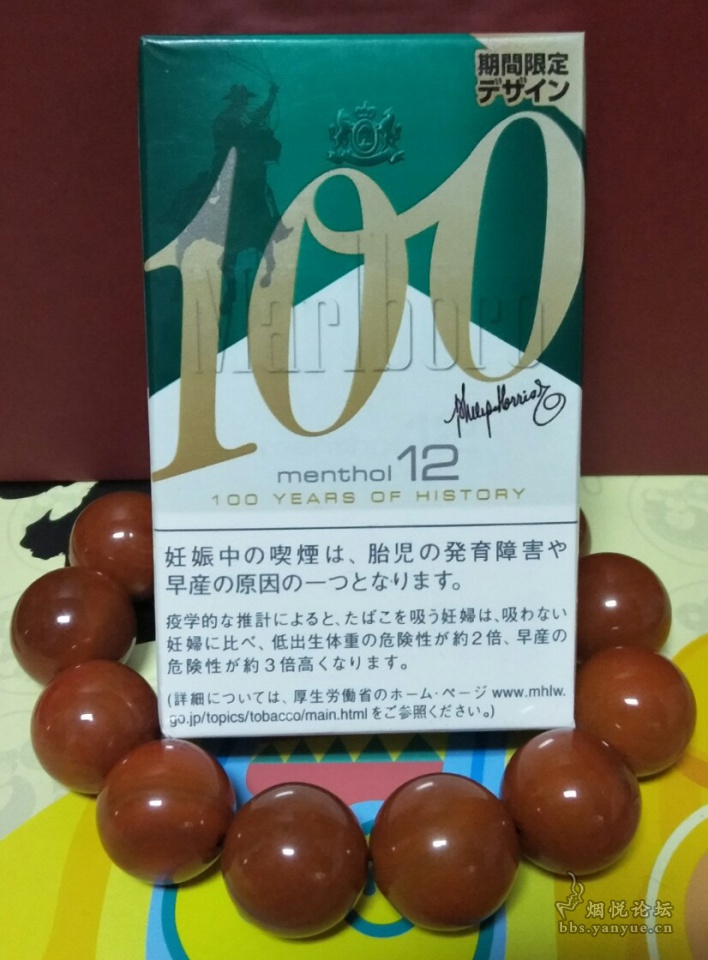 期間限定
デザイン
100
Marlboro
Philip Morris
menthol 12
100 YEARS OF HISTORY
妊娠中の喫煙は、胎児の発育障害や
早産の原因の一つとなります。
疫学的な推計によると、たばこを吸う妊婦は、吸わない
妊婦に比べ、低出生体重の危険性が約2倍、早産の
危険性が約3倍高くなります。
(詳細については、厚生労働省のホーム・ページ www.mhlw.
go.jp/topics/tobacco/main.html をご参照ください。)
烟悦论坛
bbs.yanyue.cn